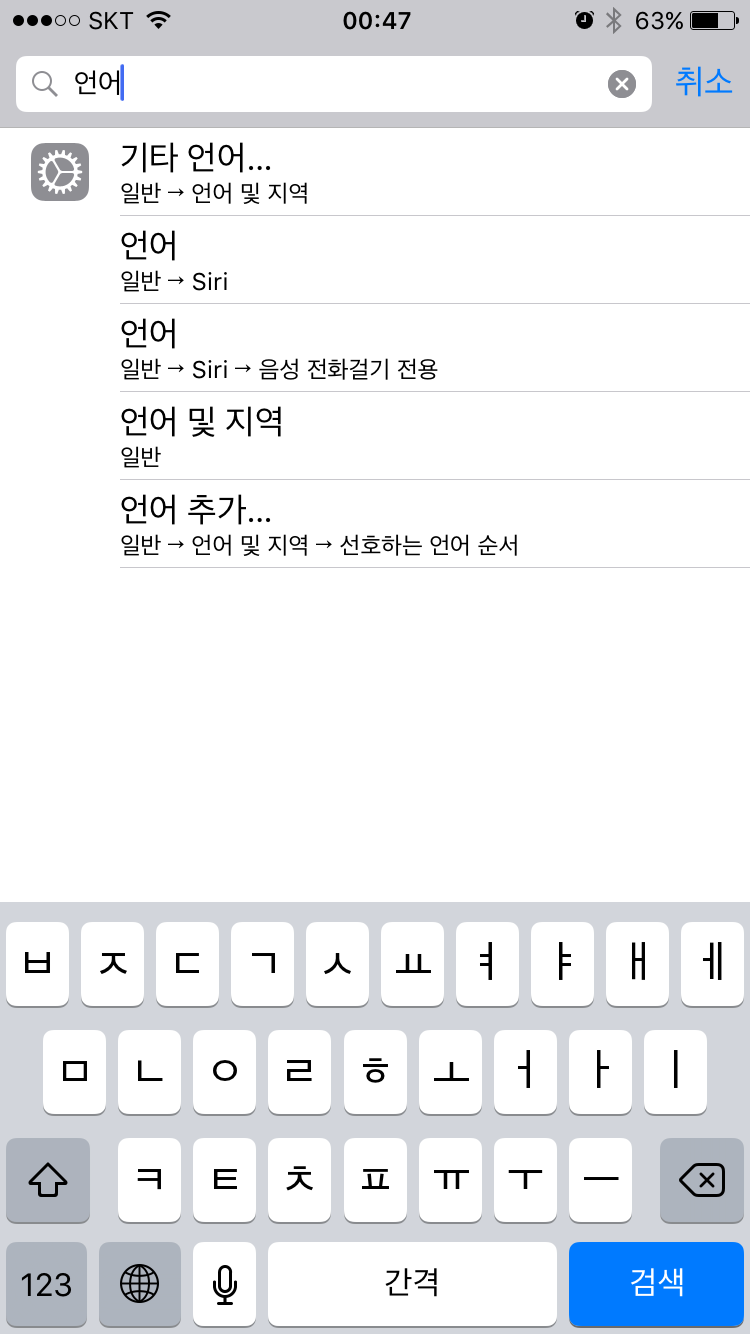 SKT 00:47 63%
언어 취소
기타 언어...
일반 → 언어 및 지역
언어
일반 → Siri
언어
일반 → Siri → 음성 전화걸기 전용
언어 및 지역
일반
언어 추가...
일반 → 언어 및 지역 → 선호하는 언어 순서
ㅂ ㅈ ㄷ ㄱ ㅅ ㅛ ㅕ ㅑ ㅐ ㅔ
ㅁ ㄴ ㅇ ㄹ ㅎ ㅗ ㅓ ㅏ ㅣ
ㅋ ㅌ ㅊ ㅍ ㅠ ㅜ ㅡ
123 간격 검색